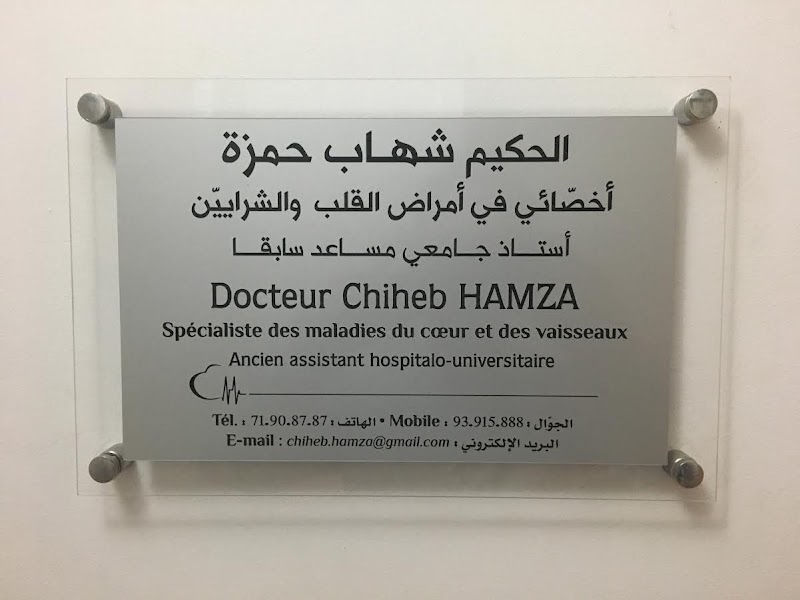 الحكيم شهاب حمزة
أخصّائي في أمراض القلب والشراييّن
أستاذ جامعي مساعد سابقا
Docteur Chiheb HAMZA
Spécialiste des maladies du cœur et des vaisseaux
Ancien assistant hospitalo-universitaire
Tél. : 71.90.87.87 : الهاتف • Mobile : 93.915.888 : الجوّال
E-mail : chiheb.hamza@gmail.com : البريد الإلكتروني